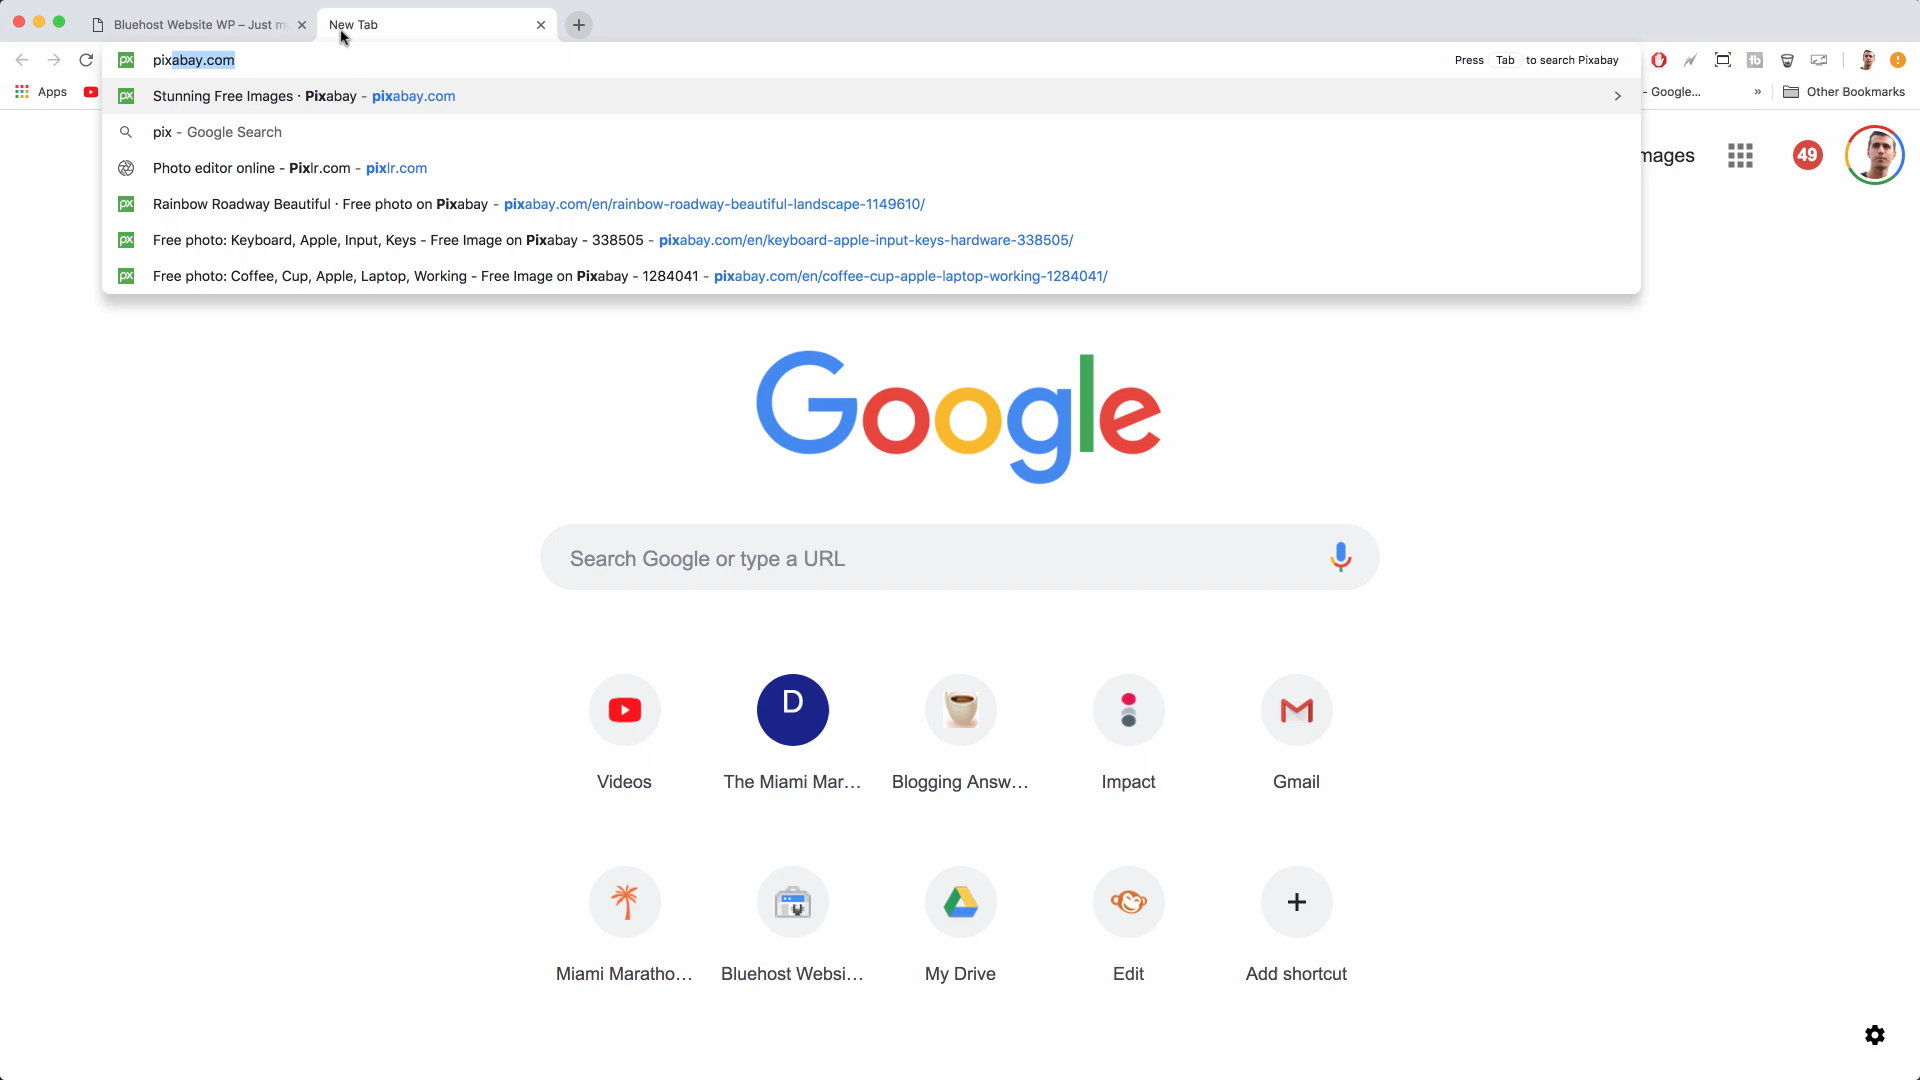 Bluehost Website WP – Just m
New Tab
pixabay.com
Press Tab to search Pixabay
Apps
Stunning Free Images · Pixabay - pixabay.com
- Google...
»
Other Bookmarks
pix - Google Search
mages
49
Photo editor online - Pixlr.com - pixlr.com
Rainbow Roadway Beautiful · Free photo on Pixabay - pixabay.com/en/rainbow-roadway-beautiful-landscape-1149610/
Free photo: Keyboard, Apple, Input, Keys - Free Image on Pixabay - 338505 - pixabay.com/en/keyboard-apple-input-keys-hardware-338505/
Free photo: Coffee, Cup, Apple, Laptop, Working - Free Image on Pixabay - 1284041 - pixabay.com/en/coffee-cup-apple-laptop-working-1284041/
Google
Search Google or type a URL
D
Videos
The Miami Mar...
Blogging Answ...
Impact
Gmail
Miami Maratho...
Bluehost Websi...
My Drive
Edit
Add shortcut